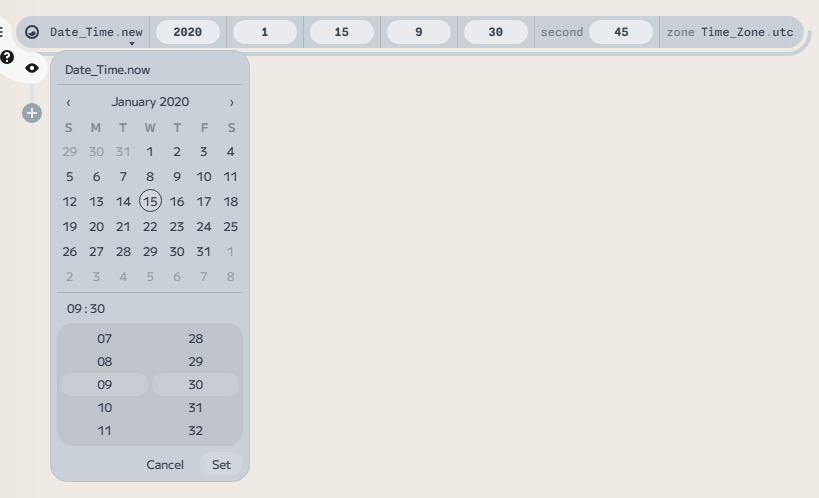 Date_Time.new 2020 1 15 9 30 second 45 zone Time_Zone.utc
Date_Time.now
‹ January 2020 ›
S M T W T F S
29 30 31 1 2 3 4
5 6 7 8 9 10 11
12 13 14 15 16 17 18
19 20 21 22 23 24 25
26 27 28 29 30 31 1
2 3 4 5 6 7 8
09:30
07 28
08 29
09 30
10 31
11 32
Cancel Set